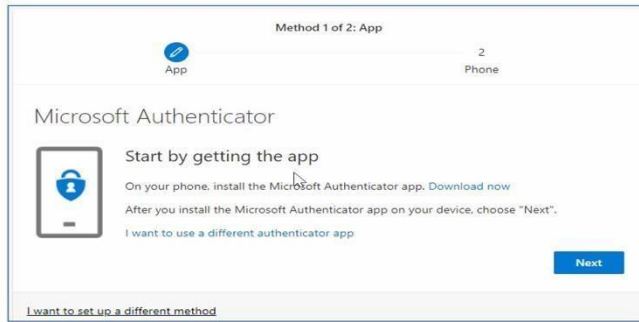 Method 1 of 2: App
2
App
Phone
Microsoft Authenticator
Start by getting the app
On your phone, install the Microsoft Authenticator app. Download now
After you install the Microsoft Authenticator app on your device, choose "Next".
I want to use a different authenticator app
Next
I want to set up a different method